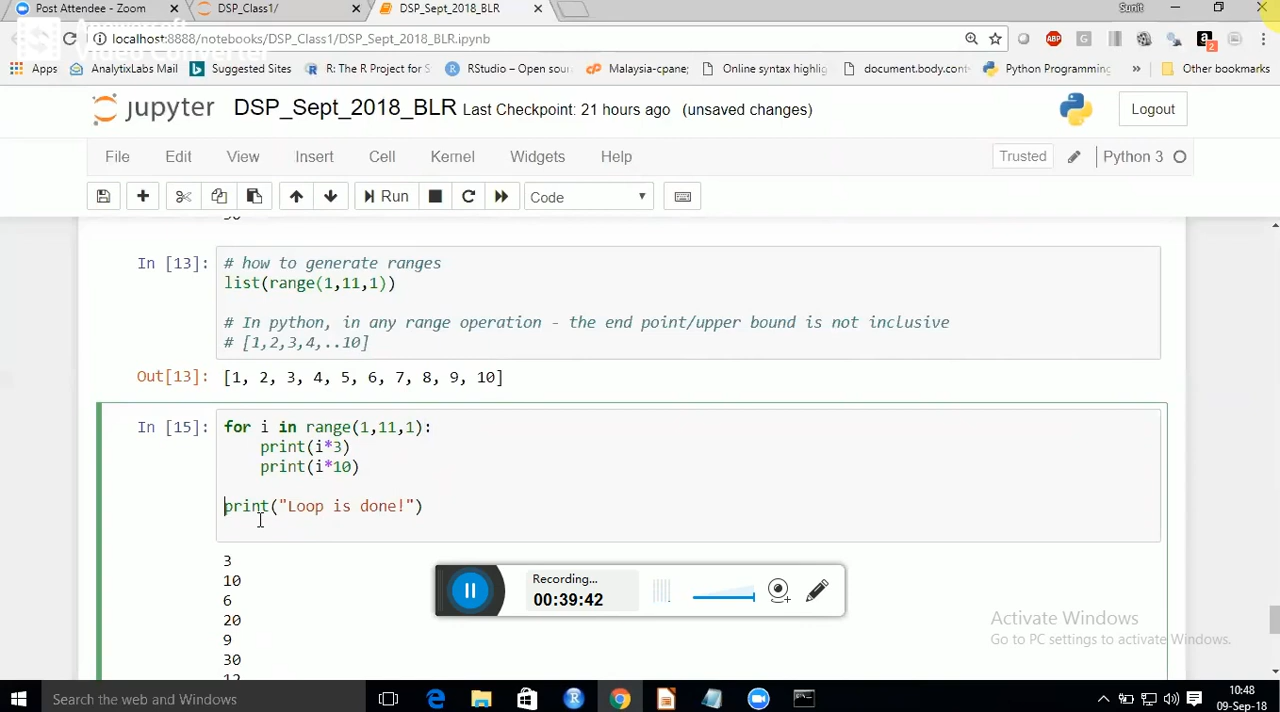 Post Attendee - Zoom
DSP_Class1/
DSP_Sept_2018_BLR
Sunit
localhost:8888/notebooks/DSP_Class1/DSP_Sept_2018_BLR.ipynb
Apps
AnalytixLabs Mail
Suggested Sites
R: The R Project for S
RStudio – Open sour
Malaysia-cpane
Online syntax highlig
document.body.cont
Python Programming
»
Other bookmarks
jupyter DSP_Sept_2018_BLR Last Checkpoint: 21 hours ago (unsaved changes)
Logout
File Edit View Insert Cell Kernel Widgets Help
Trusted Python 3
Run Code
In [13]: # how to generate ranges
list(range(1,11,1))
# In python, in any range operation - the end point/upper bound is not inclusive
# [1,2,3,4,..10]
Out[13]: [1, 2, 3, 4, 5, 6, 7, 8, 9, 10]
In [15]: for i in range(1,11,1):
print(i*3)
print(i*10)
print("Loop is done!")
3
10
6
20
9
30
12
Recording...
00:39:42
Activate Windows
Go to PC settings to activate Windows.
Search the web and Windows
10:48
09-Sep-18